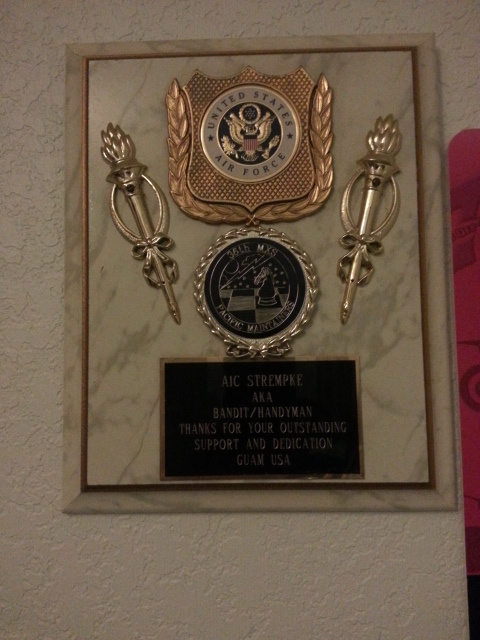 UNITED STATES
AIR FORCE
36th MXS
PACIFIC MAINTAINERS
A1C STREMPKE
AKA
BANDIT/HANDYMAN
THANKS FOR YOUR OUTSTANDING
SUPPORT AND DEDICATION
GUAM USA